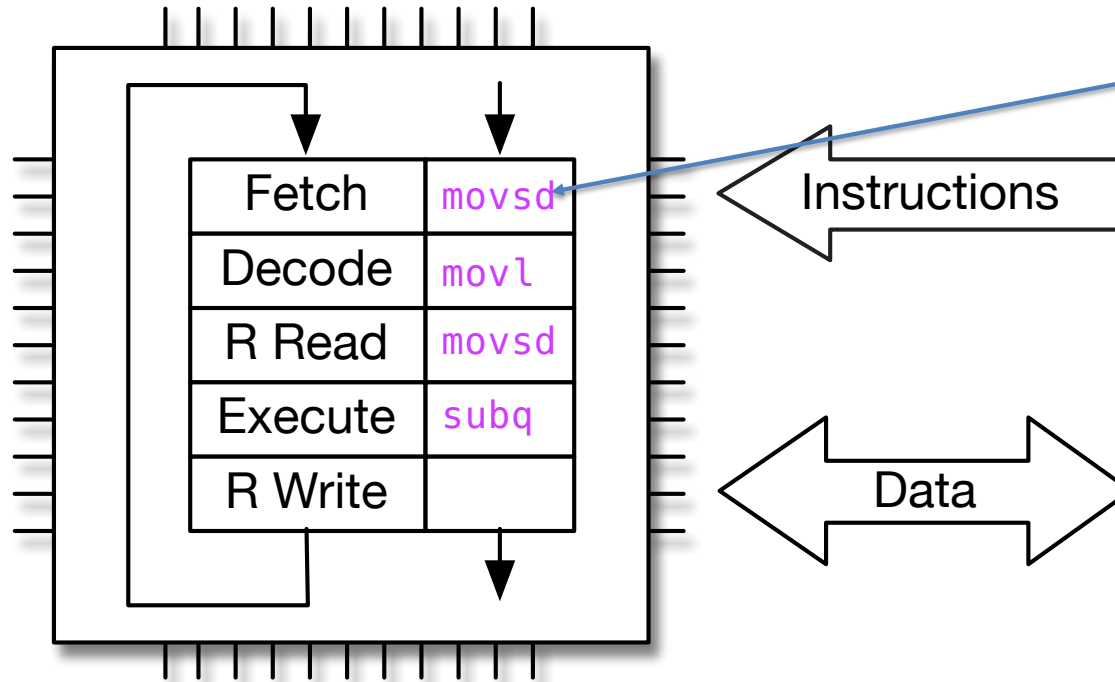 Fetch movsd
Instructions
Decode movl
R Read movsd
Execute subq
R Write
Data